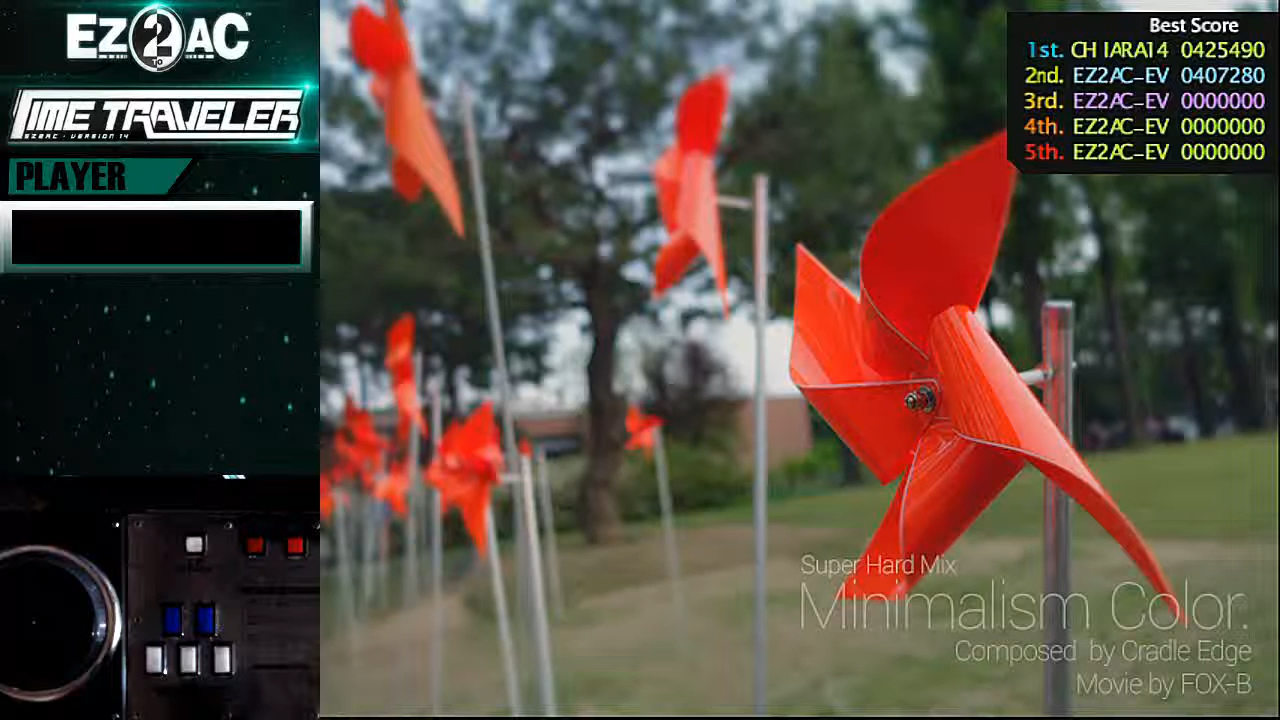 EZ2AC
TO
TIME TRAVELER
EZ2AC - VERSION 14
PLAYER
Best Score
1st. CHIARA14 0425490
2nd. EZ2AC-EV 0407280
3rd. EZ2AC-EV 0000000
4th. EZ2AC-EV 0000000
5th. EZ2AC-EV 0000000
Super Hard Mix
Minimalism Color.
Composed by Cradle Edge
Movie by FOX-B